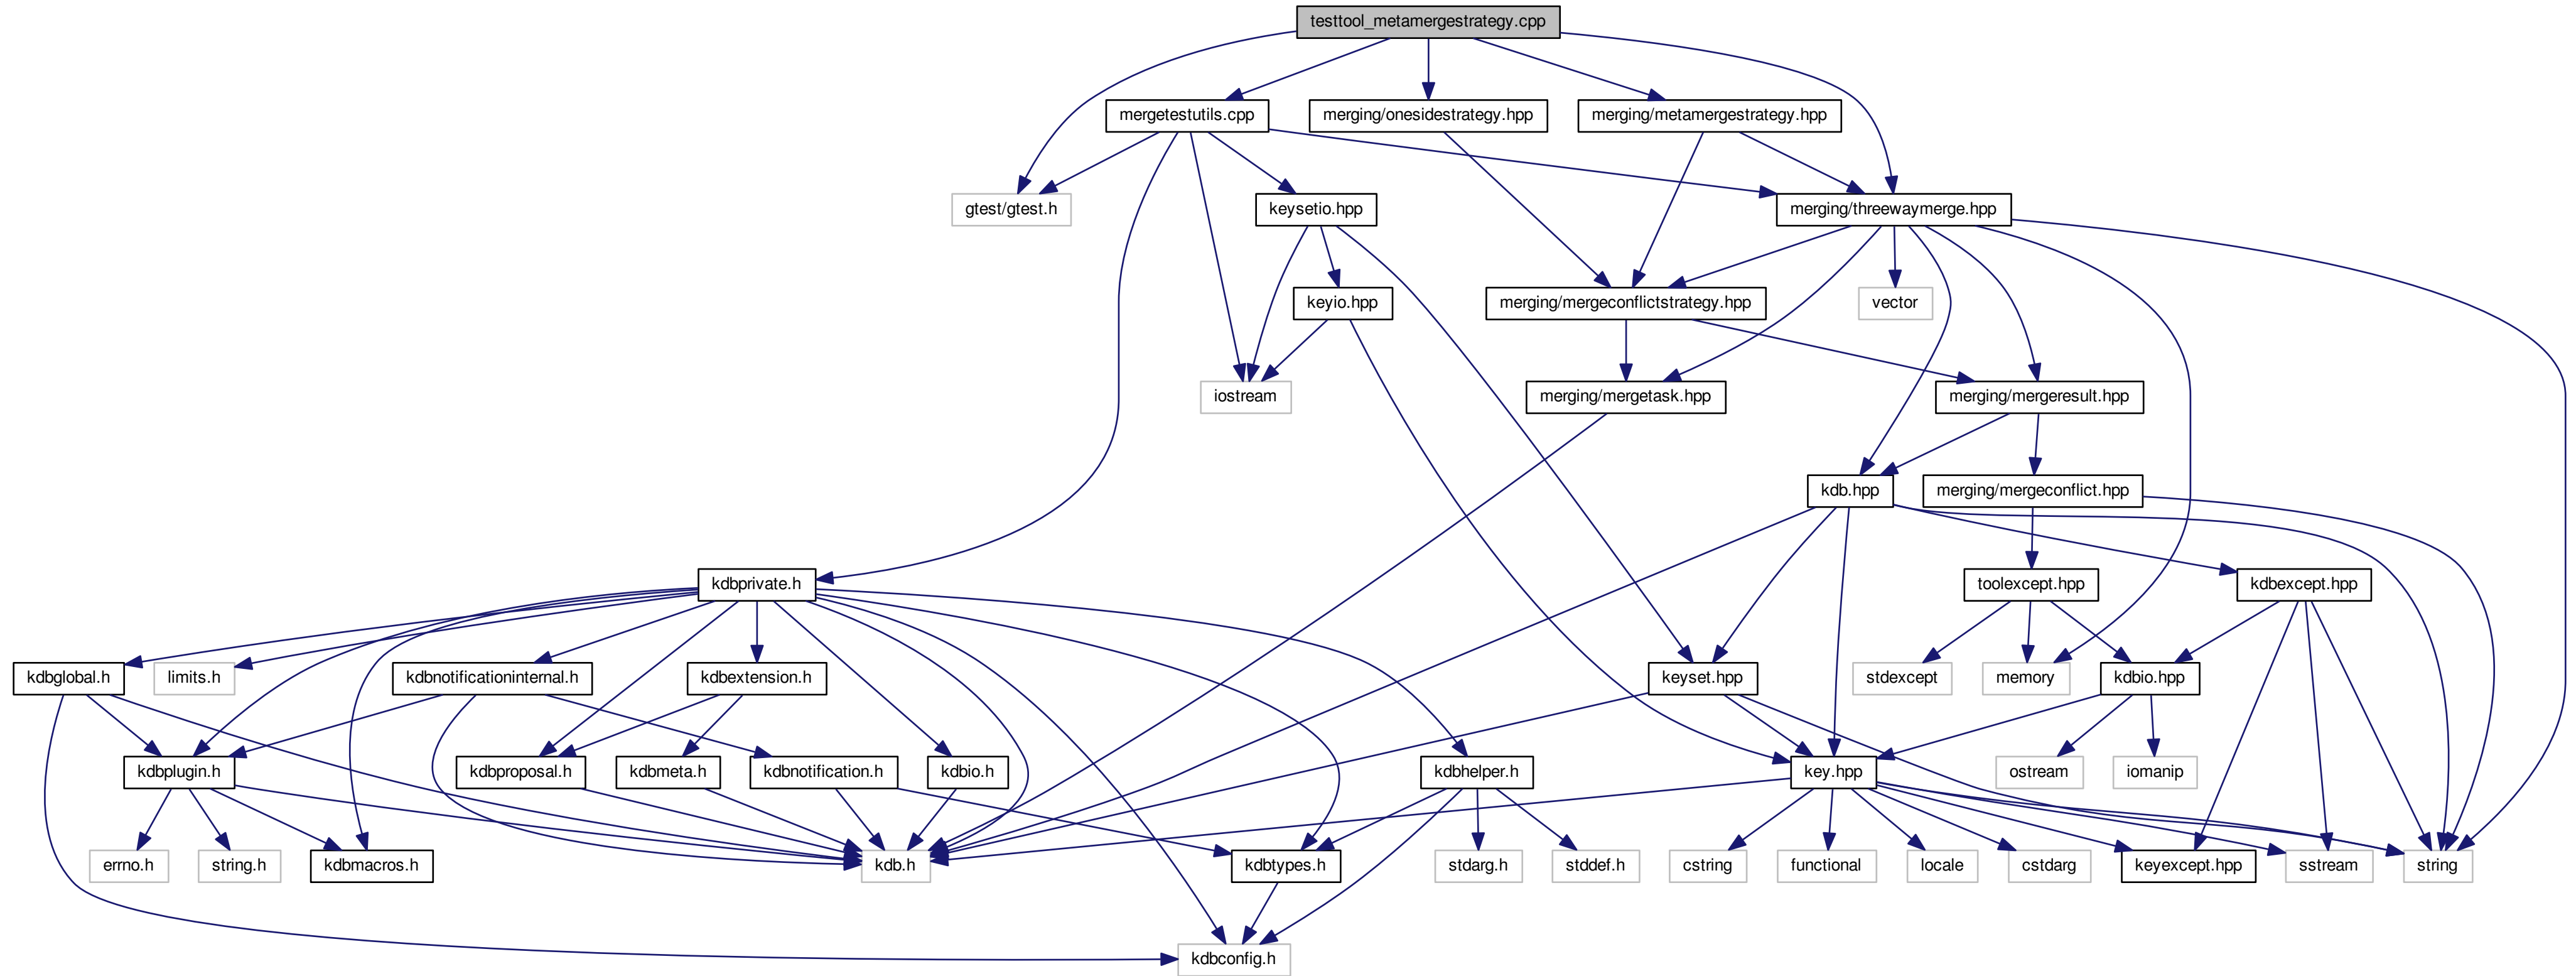 testtool_metamergestrategy.cpp
mergetestutils.cpp
merging/onesidestrategy.hpp
merging/metamergestrategy.hpp
gtest/gtest.h
keysetio.hpp
merging/threewaymerge.hpp
keyio.hpp
merging/mergeconflictstrategy.hpp
vector
iostream
merging/mergetask.hpp
merging/mergeresult.hpp
kdb.hpp
merging/mergeconflict.hpp
kdbprivate.h
toolexcept.hpp
kdbexcept.hpp
kdbglobal.h
limits.h
kdbnotificationinternal.h
kdbextension.h
keyset.hpp
stdexcept
memory
kdbio.hpp
kdbplugin.h
kdbproposal.h
kdbmeta.h
kdbnotification.h
kdbio.h
kdbhelper.h
key.hpp
ostream
iomanip
errno.h
string.h
kdbmacros.h
kdb.h
kdbtypes.h
stdarg.h
stddef.h
cstring
functional
locale
cstdarg
keyexcept.hpp
sstream
string
kdbconfig.h